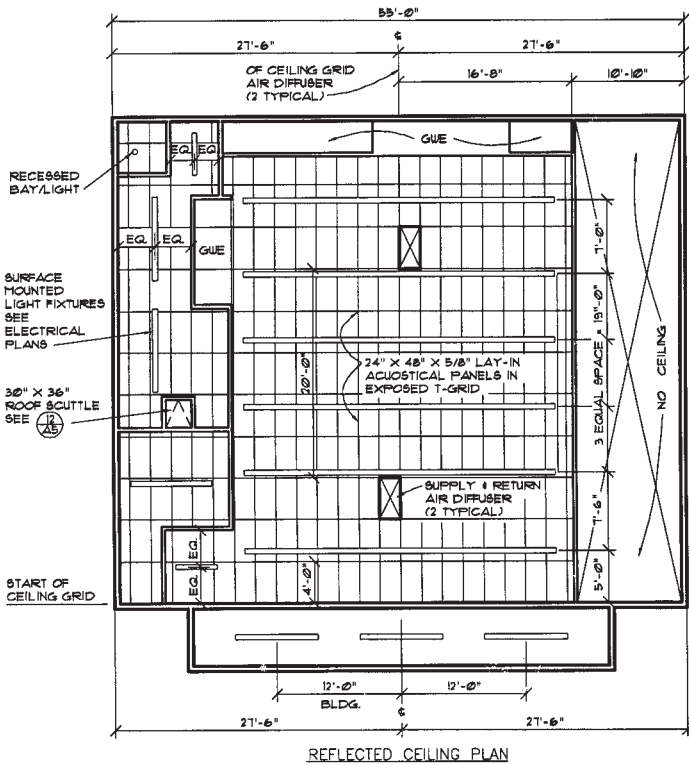 55'-0"
27'-6"
℄
27'-6"
OF CEILING GRID
AIR DIFFUSER
(2 TYPICAL)
16'-8"
10'-10"
GWE
EQ
EQ
RECESSED
BAY/LIGHT
EQ
EQ
GWE
7'-0"
SURFACE
MOUNTED
LIGHT FIXTURES
SEE
ELECTRICAL
PLANS
24" X 48" X 5/8" LAY-IN
ACUOSTICAL PANELS IN
EXPOSED T-GRID
20'-0"
3 EQUAL SPACE = 19'-0"
NO CEILING
30" X 36"
ROOF SCUTTLE
SEE 12
A5
SUPPLY & RETURN
AIR DIFFUSER
(2 TYPICAL)
7'-6"
EQ
EQ
4'-0"
5'-0"
START OF
CEILING GRID
12'-0"
12'-0"
BLDG.
℄
27'-6"
27'-6"
REFLECTED CEILING PLAN